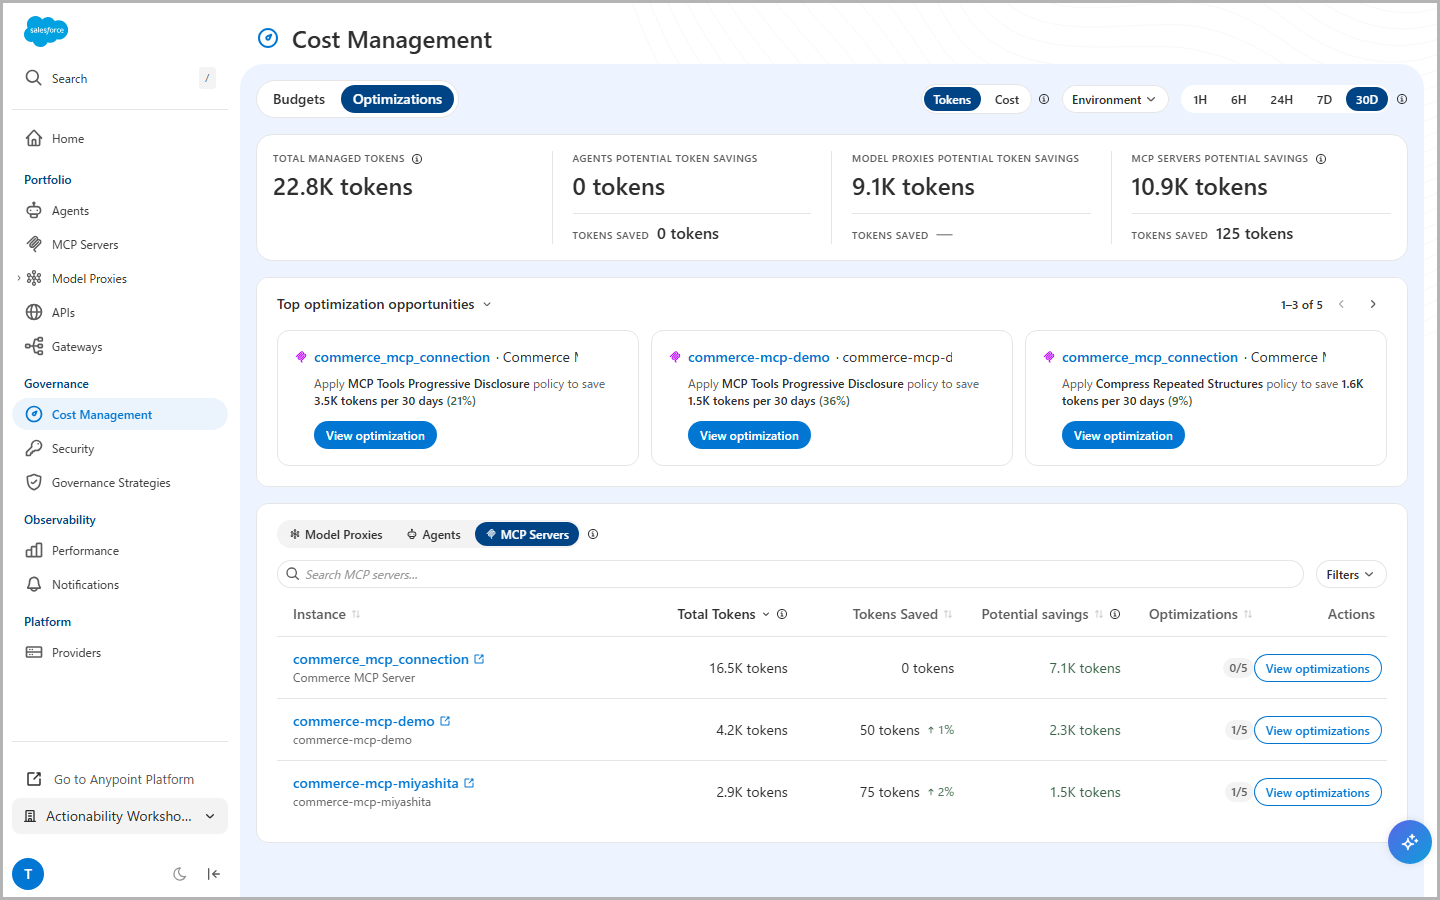 salesforce
Search /
Home
Portfolio
Agents
MCP Servers
Model Proxies
APIs
Gateways
Governance
Cost Management
Security
Governance Strategies
Observability
Performance
Notifications
Platform
Providers
Go to Anypoint Platform
Actionability Worksho...
T
Cost Management
Budgets Optimizations
Tokens Cost Environment 1H 6H 24H 7D 30D
TOTAL MANAGED TOKENS
22.8K tokens
AGENTS POTENTIAL TOKEN SAVINGS
0 tokens
TOKENS SAVED 0 tokens
MODEL PROXIES POTENTIAL TOKEN SAVINGS
9.1K tokens
TOKENS SAVED —
MCP SERVERS POTENTIAL SAVINGS
10.9K tokens
TOKENS SAVED 125 tokens
Top optimization opportunities
1–3 of 5
commerce_mcp_connection · Commerce
Apply MCP Tools Progressive Disclosure policy to save
3.5K tokens per 30 days (21%)
View optimization
commerce-mcp-demo · commerce-mcp-d
Apply MCP Tools Progressive Disclosure policy to save
1.5K tokens per 30 days (36%)
View optimization
commerce_mcp_connection · Commerce
Apply Compress Repeated Structures policy to save 1.6K
tokens per 30 days (9%)
View optimization
Model Proxies Agents MCP Servers
Search MCP servers...
Filters
Instance Total Tokens Tokens Saved Potential savings Optimizations Actions
commerce_mcp_connection
Commerce MCP Server
16.5K tokens 0 tokens 7.1K tokens 0/5 View optimizations
commerce-mcp-demo
commerce-mcp-demo
4.2K tokens 50 tokens ↑ 1% 2.3K tokens 1/5 View optimizations
commerce-mcp-miyashita
commerce-mcp-miyashita
2.9K tokens 75 tokens ↑ 2% 1.5K tokens 1/5 View optimizations